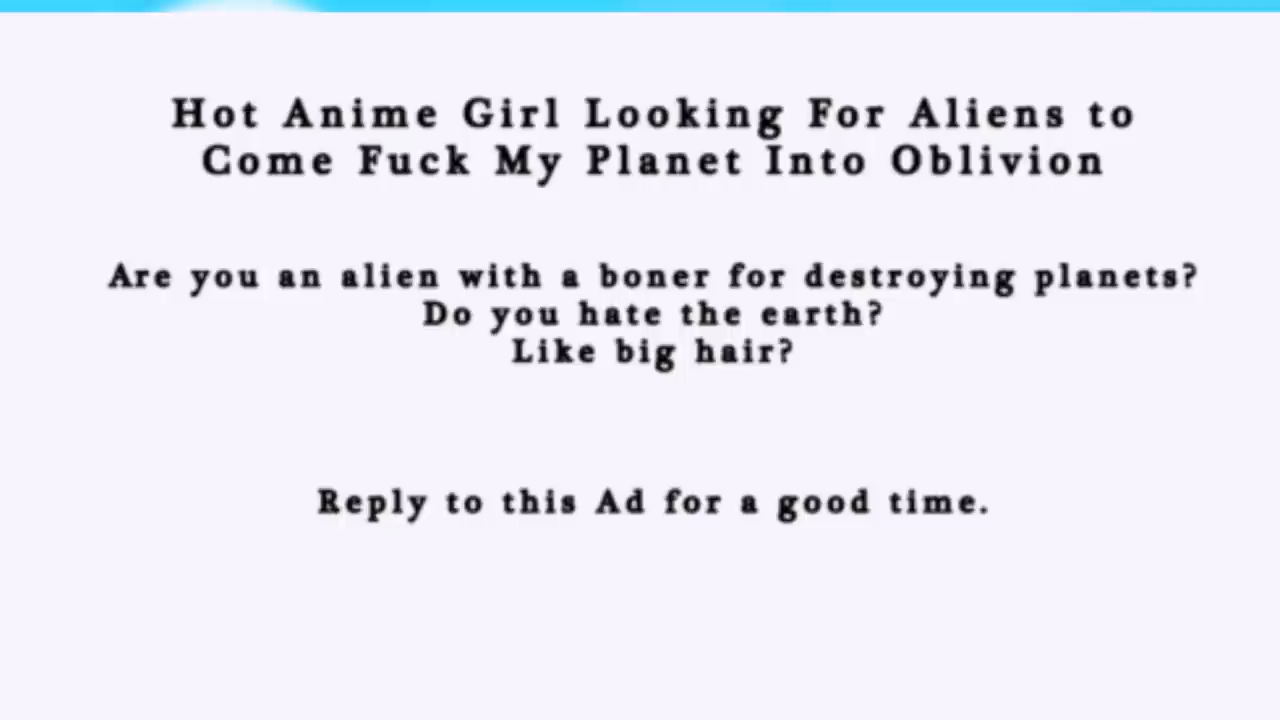 Hot Anime Girl Looking For Aliens to
Come Fuck My Planet Into Oblivion
Are you an alien with a boner for destroying planets?
Do you hate the earth?
Like big hair?
Reply to this Ad for a good time.